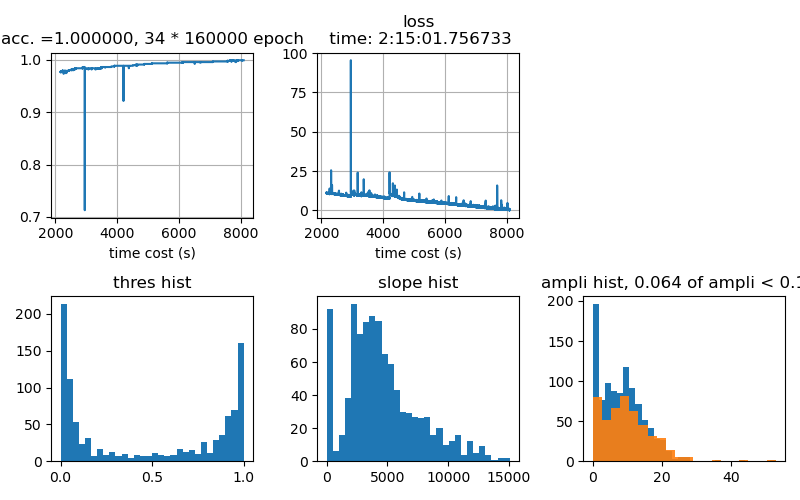 acc. =1.000000, 34 * 160000 epoch
1.0
0.9
0.8
0.7
2000 4000 6000 8000
time cost (s)
loss
time: 2:15:01.756733
100
75
50
25
0
2000 4000 6000 8000
time cost (s)
thres hist
200
150
100
50
0
0.0 0.5 1.0
slope hist
80
60
40
20
0
0 5000 10000 15000
ampli hist, 0.064 of ampli < 0.1
200
150
100
50
0
0 20 40